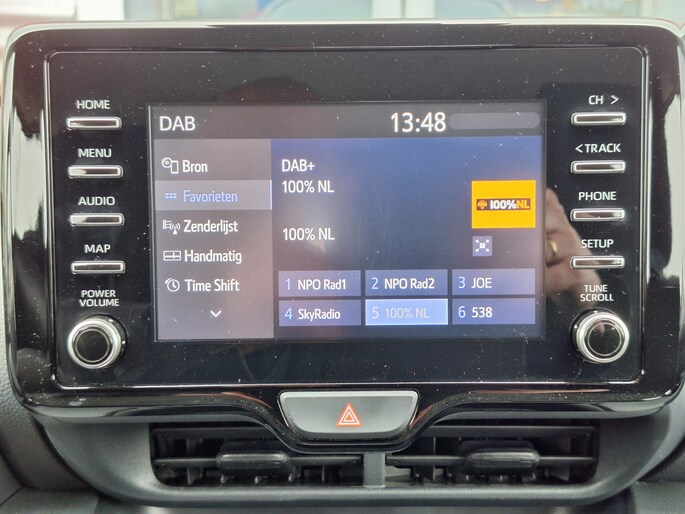 HOME
MENU
AUDIO
MAP
POWER
VOLUME
DAB
13:48
Bron
Favorieten
Zenderlijst
Handmatig
Time Shift
DAB+
100% NL
100% NL
100%NL
1 NPO Rad1
2 NPO Rad2
3 JOE
4 SkyRadio
5 100% NL
6 538
CH >
< TRACK
PHONE
SETUP
TUNE
SCROLL